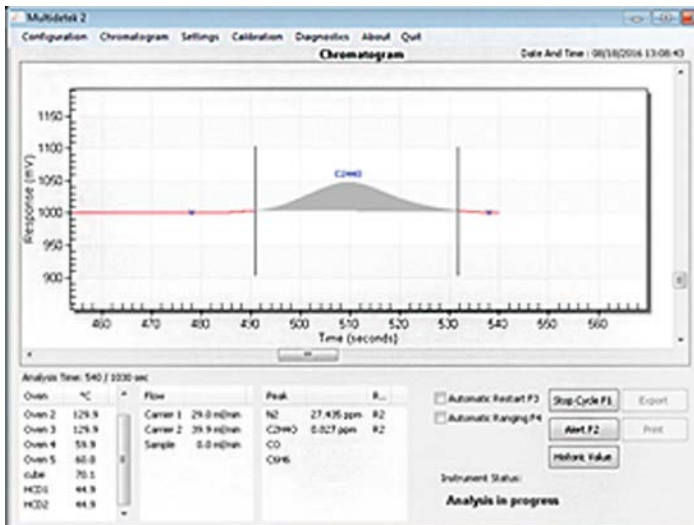 Multidetek 2
Configuration Chromatogram Settings Calibration Diagnostics About Quit
Chromatogram Date And Time : 08/18/2016 13:08:43
Response (mV)
1150
1100
1050
1000
950
900
C2H4O
460 470 480 490 500 510 520 530 540 550 560
Time (seconds)
Analysis Time: 540 / 1030 sec
Oven °C Flow Peak R...
Oven 2 129.9 Carrier 1 29.0 ml/min N2 27.435 ppm R2
Oven 3 129.9 Carrier 2 39.9 ml/min C2H4O 0.027 ppm R2
Oven 4 59.9 Sample 0.0 ml/min CO
Oven 5 60.0 C6H6
cube 70.1
HCD1 44.9
HCD2 44.9
Automatic Restart F3 Stop Cycle F1 Export
Automatic Ranging F4 Alert F2 Print
Historic Value
Instrument Status:
Analysis in progress